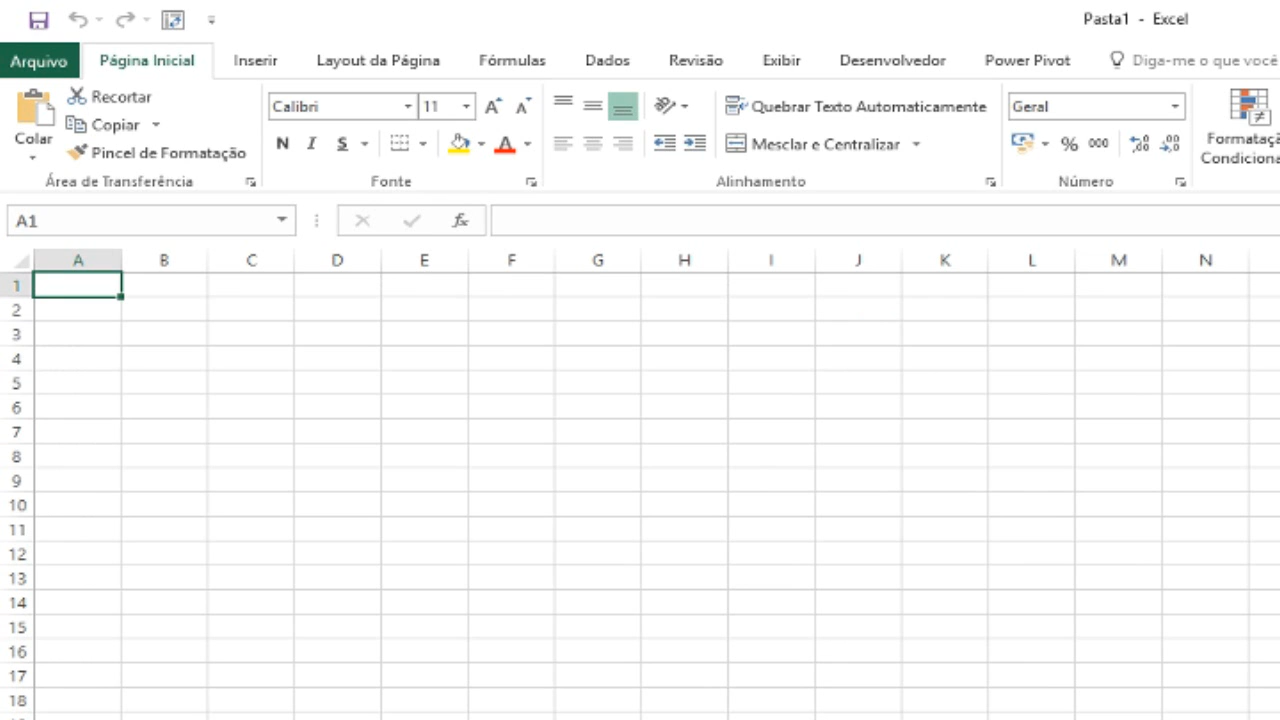 Pasta1 - Excel
Arquivo Página Inicial Inserir Layout da Página Fórmulas Dados Revisão Exibir Desenvolvedor Power Pivot Diga-me o que você
Colar
Recortar
Copiar
Pincel de Formatação
Área de Transferência
Calibri 11 A A
N I S A
Fonte
Quebrar Texto Automaticamente
Mesclar e Centralizar
Alinhamento
Geral
% 000 ,00 ,00
Número
Formataçã
Condiciona
A1 fx
A B C D E F G H I J K L M N
1
2
3
4
5
6
7
8
9
10
11
12
13
14
15
16
17
18